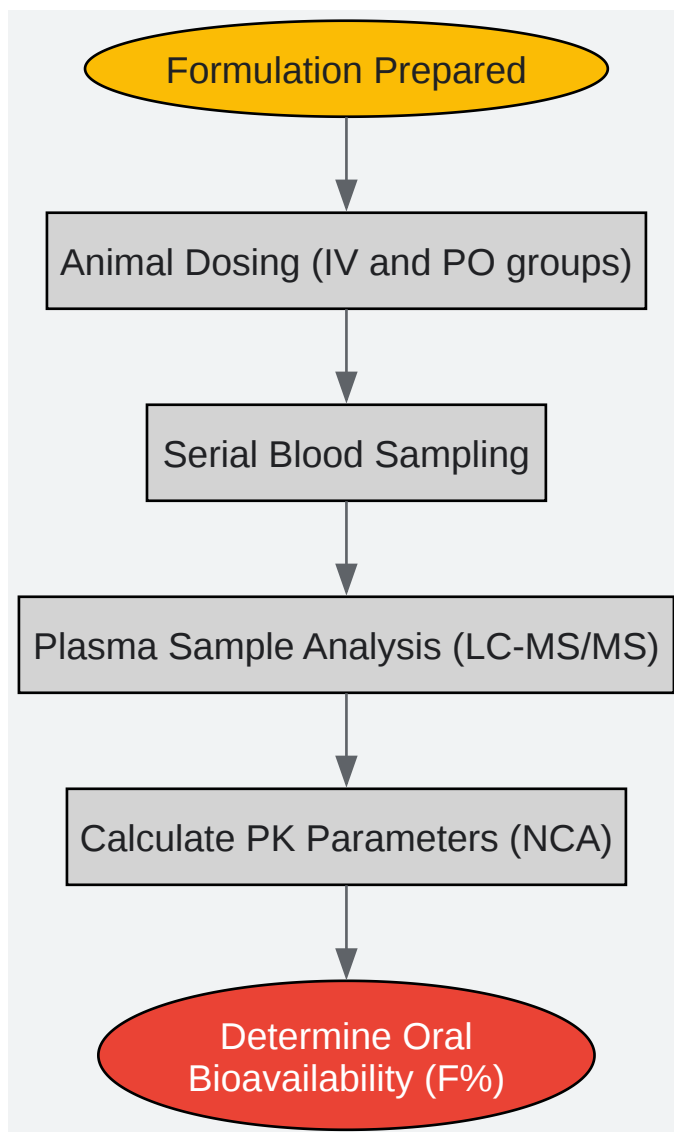 Formulation Prepared
Animal Dosing (IV and PO groups)
Serial Blood Sampling
Plasma Sample Analysis (LC-MS/MS)
Calculate PK Parameters (NCA)
Determine Oral
Bioavailability (F%)